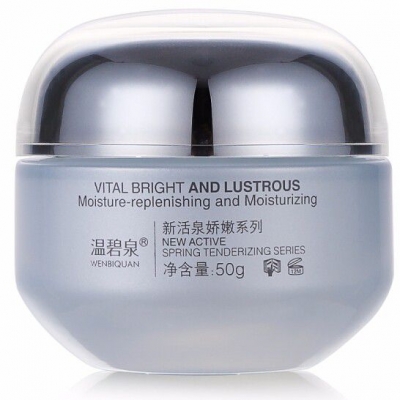 VITAL BRIGHT AND LUSTROUS
Moisture-replenishing and Moisturizing
温碧泉®
WENBIQUAN
新活泉娇嫩系列
NEW ACTIVE
SPRING TENDERIZING SERIES
净含量:50g